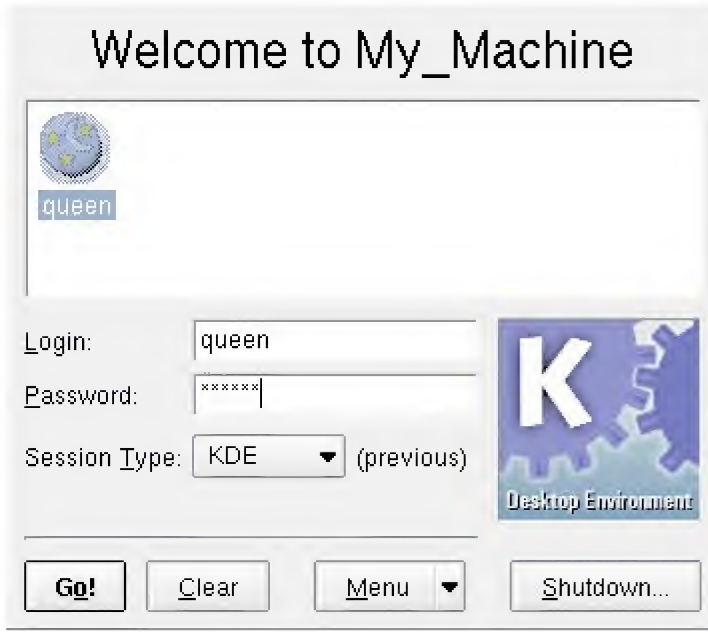 Welcome to My_Machine
queen
Login: queen
Password: ******
Session Type: KDE (previous)
K
Desktop Environment
Go! Clear Menu Shutdown...